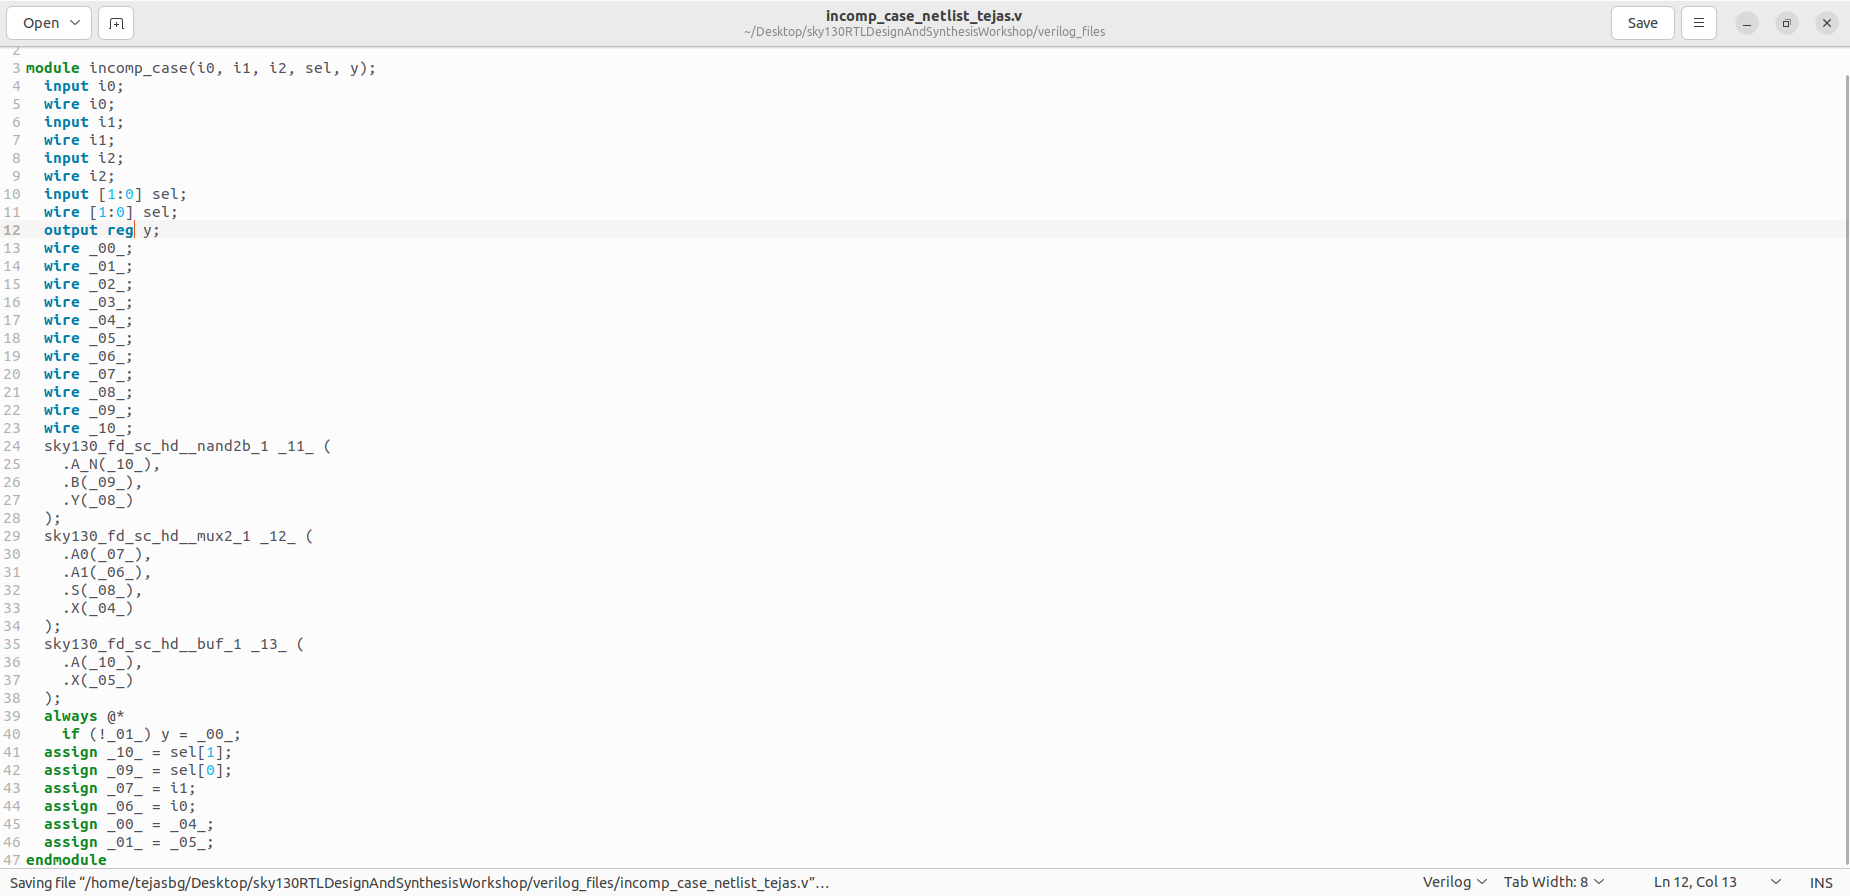 Open
incomp_case_netlist_tejas.v
~/Desktop/sky130RTLDesignAndSynthesisWorkshop/verilog_files
Save
2
3 module incomp_case(i0, i1, i2, sel, y);
4   input i0;
5   wire i0;
6   input i1;
7   wire i1;
8   input i2;
9   wire i2;
10   input [1:0] sel;
11   wire [1:0] sel;
12   output reg y;
13   wire _00_;
14   wire _01_;
15   wire _02_;
16   wire _03_;
17   wire _04_;
18   wire _05_;
19   wire _06_;
20   wire _07_;
21   wire _08_;
22   wire _09_;
23   wire _10_;
24   sky130_fd_sc_hd__nand2b_1 _11_ (
25     .A_N(_10_),
26     .B(_09_),
27     .Y(_08_)
28   );
29   sky130_fd_sc_hd__mux2_1 _12_ (
30     .A0(_07_),
31     .A1(_06_),
32     .S(_08_),
33     .X(_04_)
34   );
35   sky130_fd_sc_hd__buf_1 _13_ (
36     .A(_10_),
37     .X(_05_)
38   );
39   always @*
40     if (!_01_) y = _00_;
41   assign _10_ = sel[1];
42   assign _09_ = sel[0];
43   assign _07_ = i1;
44   assign _06_ = i0;
45   assign _00_ = _04_;
46   assign _01_ = _05_;
47 endmodule
Saving file “/home/tejasbg/Desktop/sky130RTLDesignAndSynthesisWorkshop/verilog_files/incomp_case_netlist_tejas.v”…
Verilog
Tab Width: 8
Ln 12, Col 13
INS